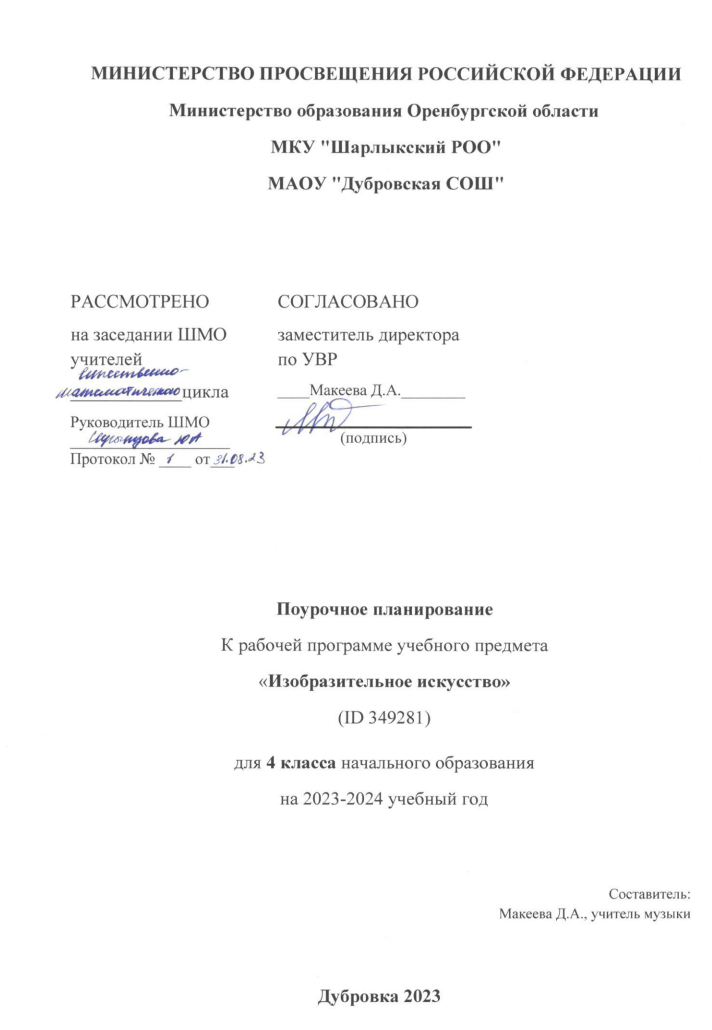 МИНИСТЕРСТВО ПРОСВЕЩЕНИЯ РОССИЙСКОЙ ФЕДЕРАЦИИ
Министерство образования Оренбургской области
МКУ "Шарлыкский РОО"
МАОУ "Дубровская СОШ"
РАССМОТРЕНО
на заседании ШМО
учителей
естественно-
математического цикла
Руководитель ШМО
Ю А
Протокол № 1 от 31.08.23
СОГЛАСОВАНО
заместитель директора
по УВР
____Макеева Д.А.________
(подпись)
Поурочное планирование
К рабочей программе учебного предмета
«Изобразительное искусство»
(ID 349281)
для 4 класса начального образования
на 2023-2024 учебный год
Составитель:
Макеева Д.А., учитель музыки
Дубровка 2023